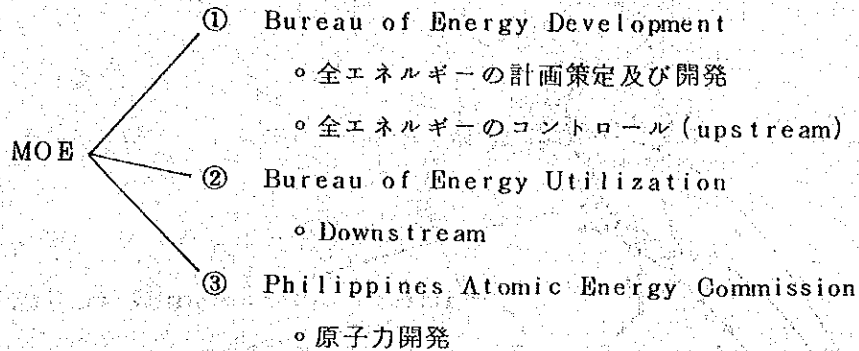 ① Bureau of Energy Development
○ 全エネルギーの計画策定及び開発
○ 全エネルギーのコントロール (upstream)
MOE
② Bureau of Energy Utilization
○ Downstream
③ Philippines Atomic Energy Commission
○ 原子力開発